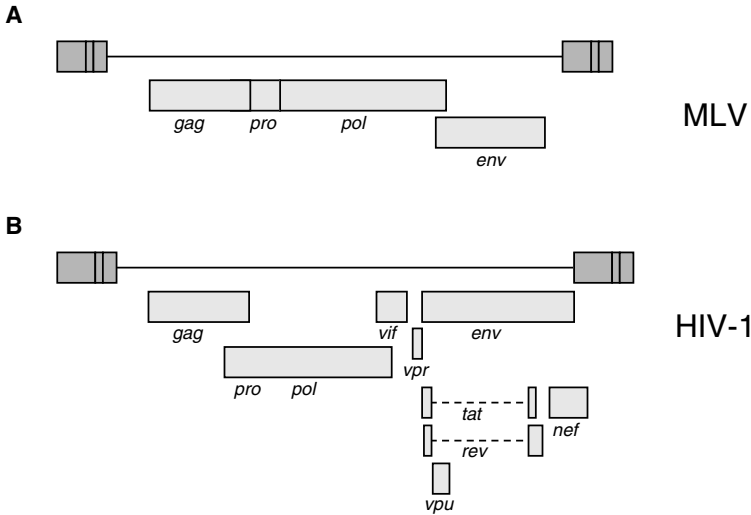 A
gag pro pol
MLV
env
B
gag vif env
HIV-1
vpr
pro pol
tat
nef
rev
vpu